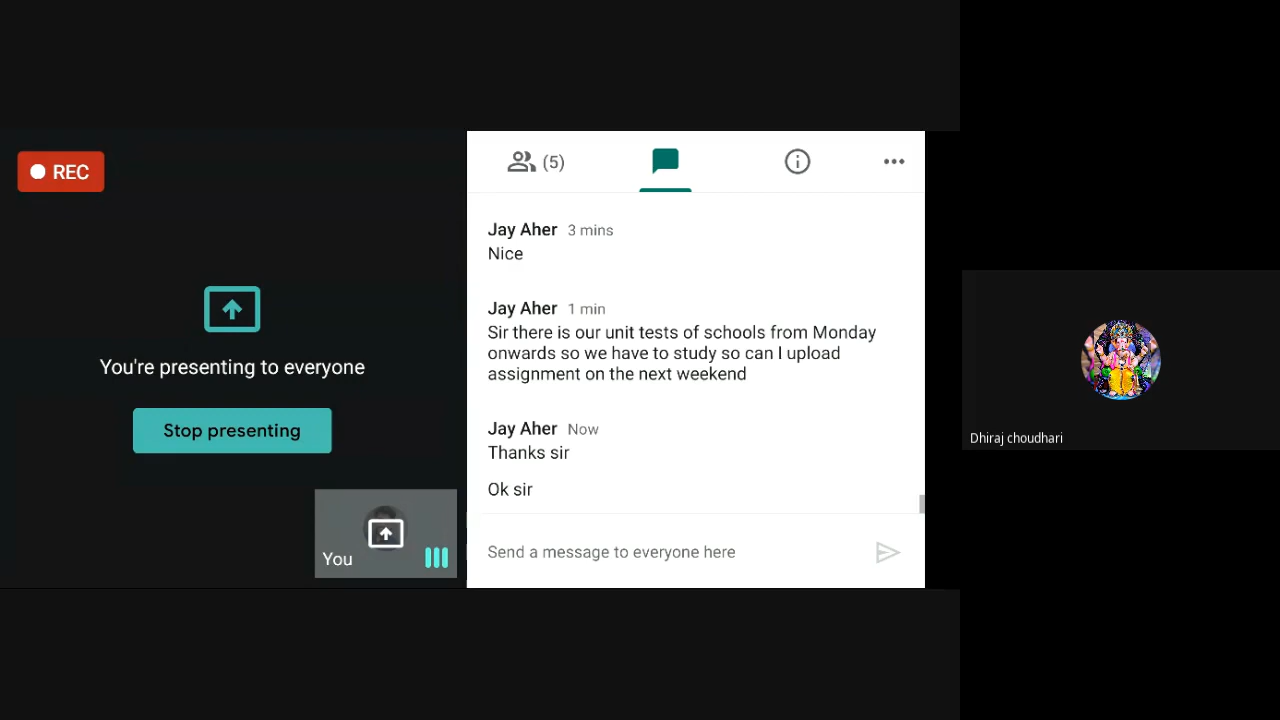 REC
You're presenting to everyone
Stop presenting
You
(5)
Jay Aher 3 mins
Nice
Jay Aher 1 min
Sir there is our unit tests of schools from Monday
onwards so we have to study so can I upload
assignment on the next weekend
Jay Aher Now
Thanks sir
Ok sir
Send a message to everyone here
Dhiraj choudhari